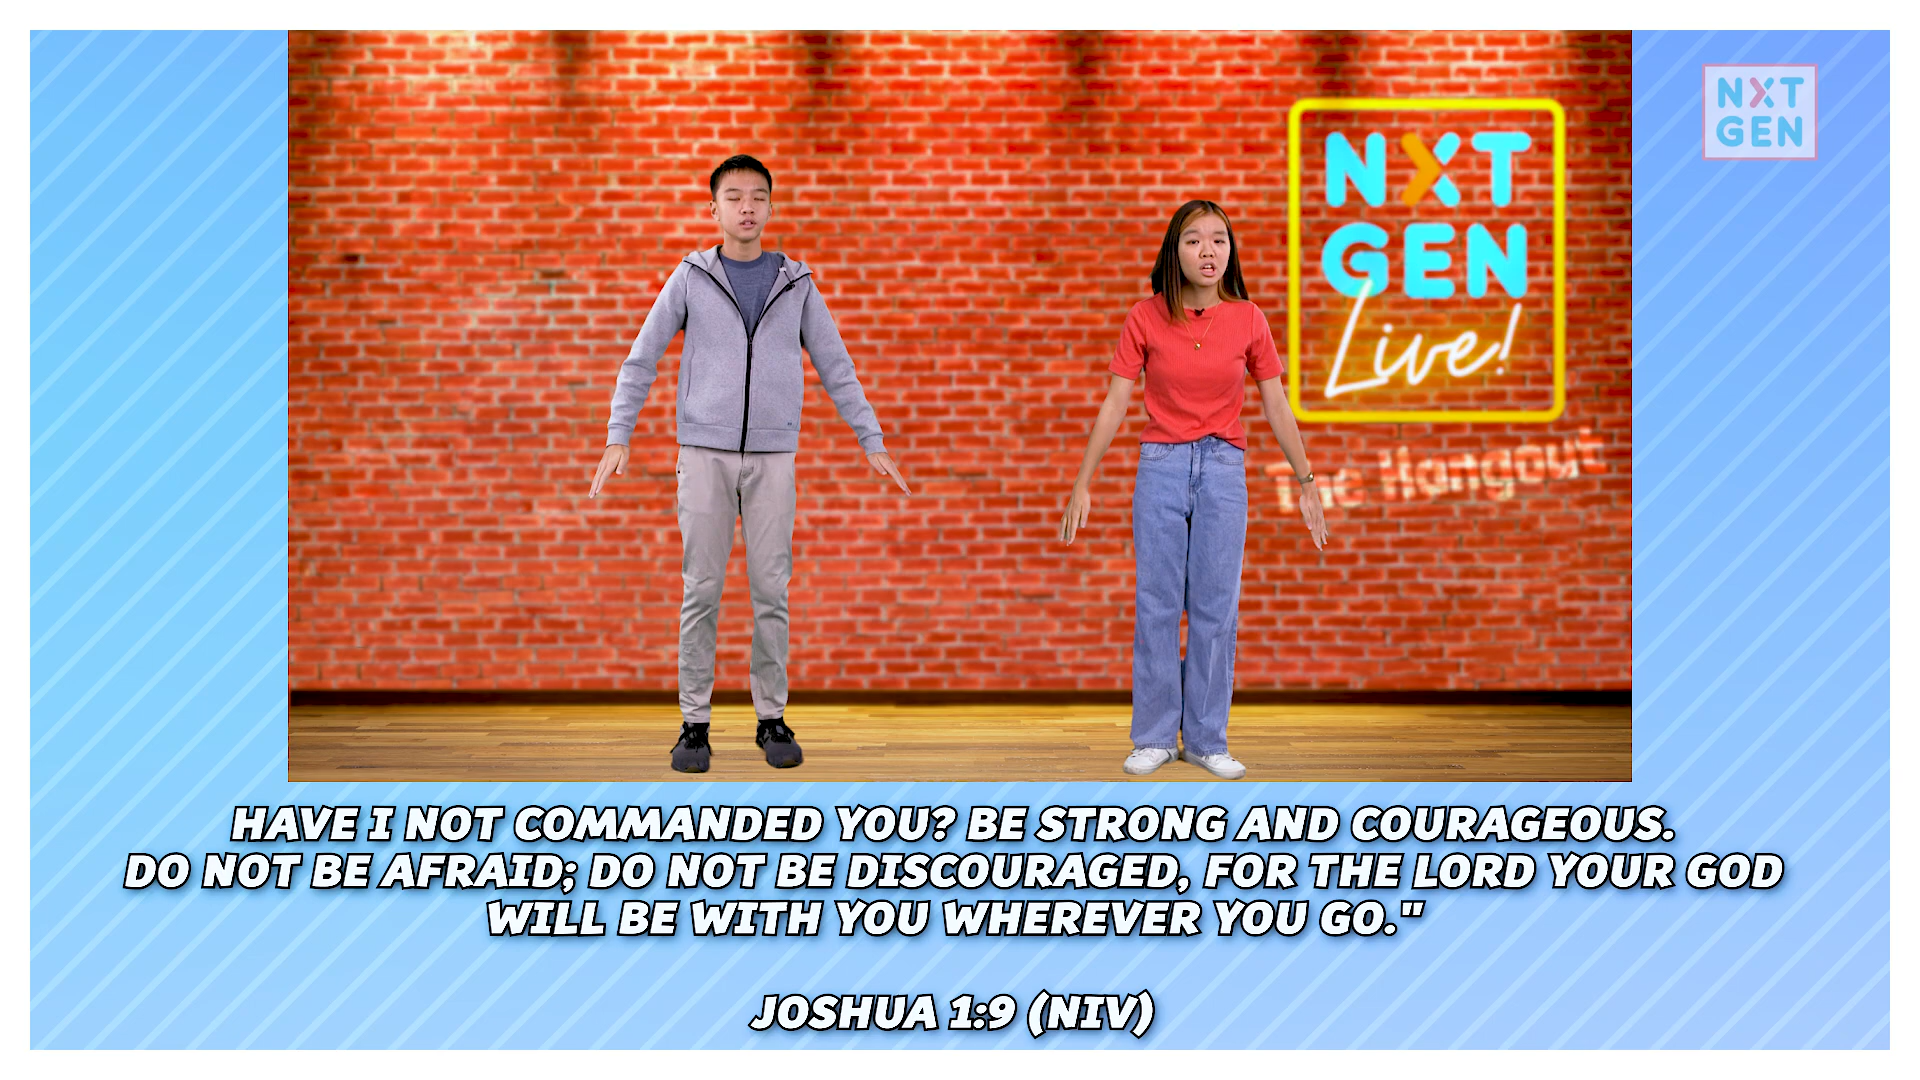 NXT
GEN
NXT
GEN
Live!
The Hangout
HAVE I NOT COMMANDED YOU? BE STRONG AND COURAGEOUS.
DO NOT BE AFRAID; DO NOT BE DISCOURAGED, FOR THE LORD YOUR GOD
WILL BE WITH YOU WHEREVER YOU GO."
JOSHUA 1:9 (NIV)